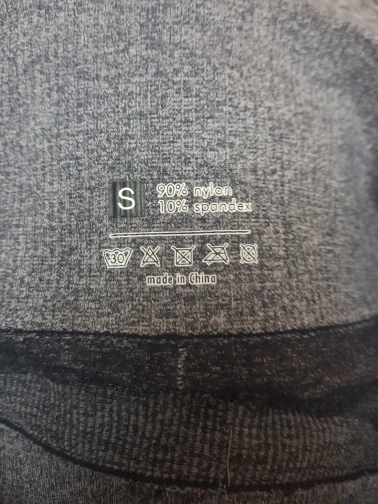 S
90% nylon
10% spandex
30°
made in China